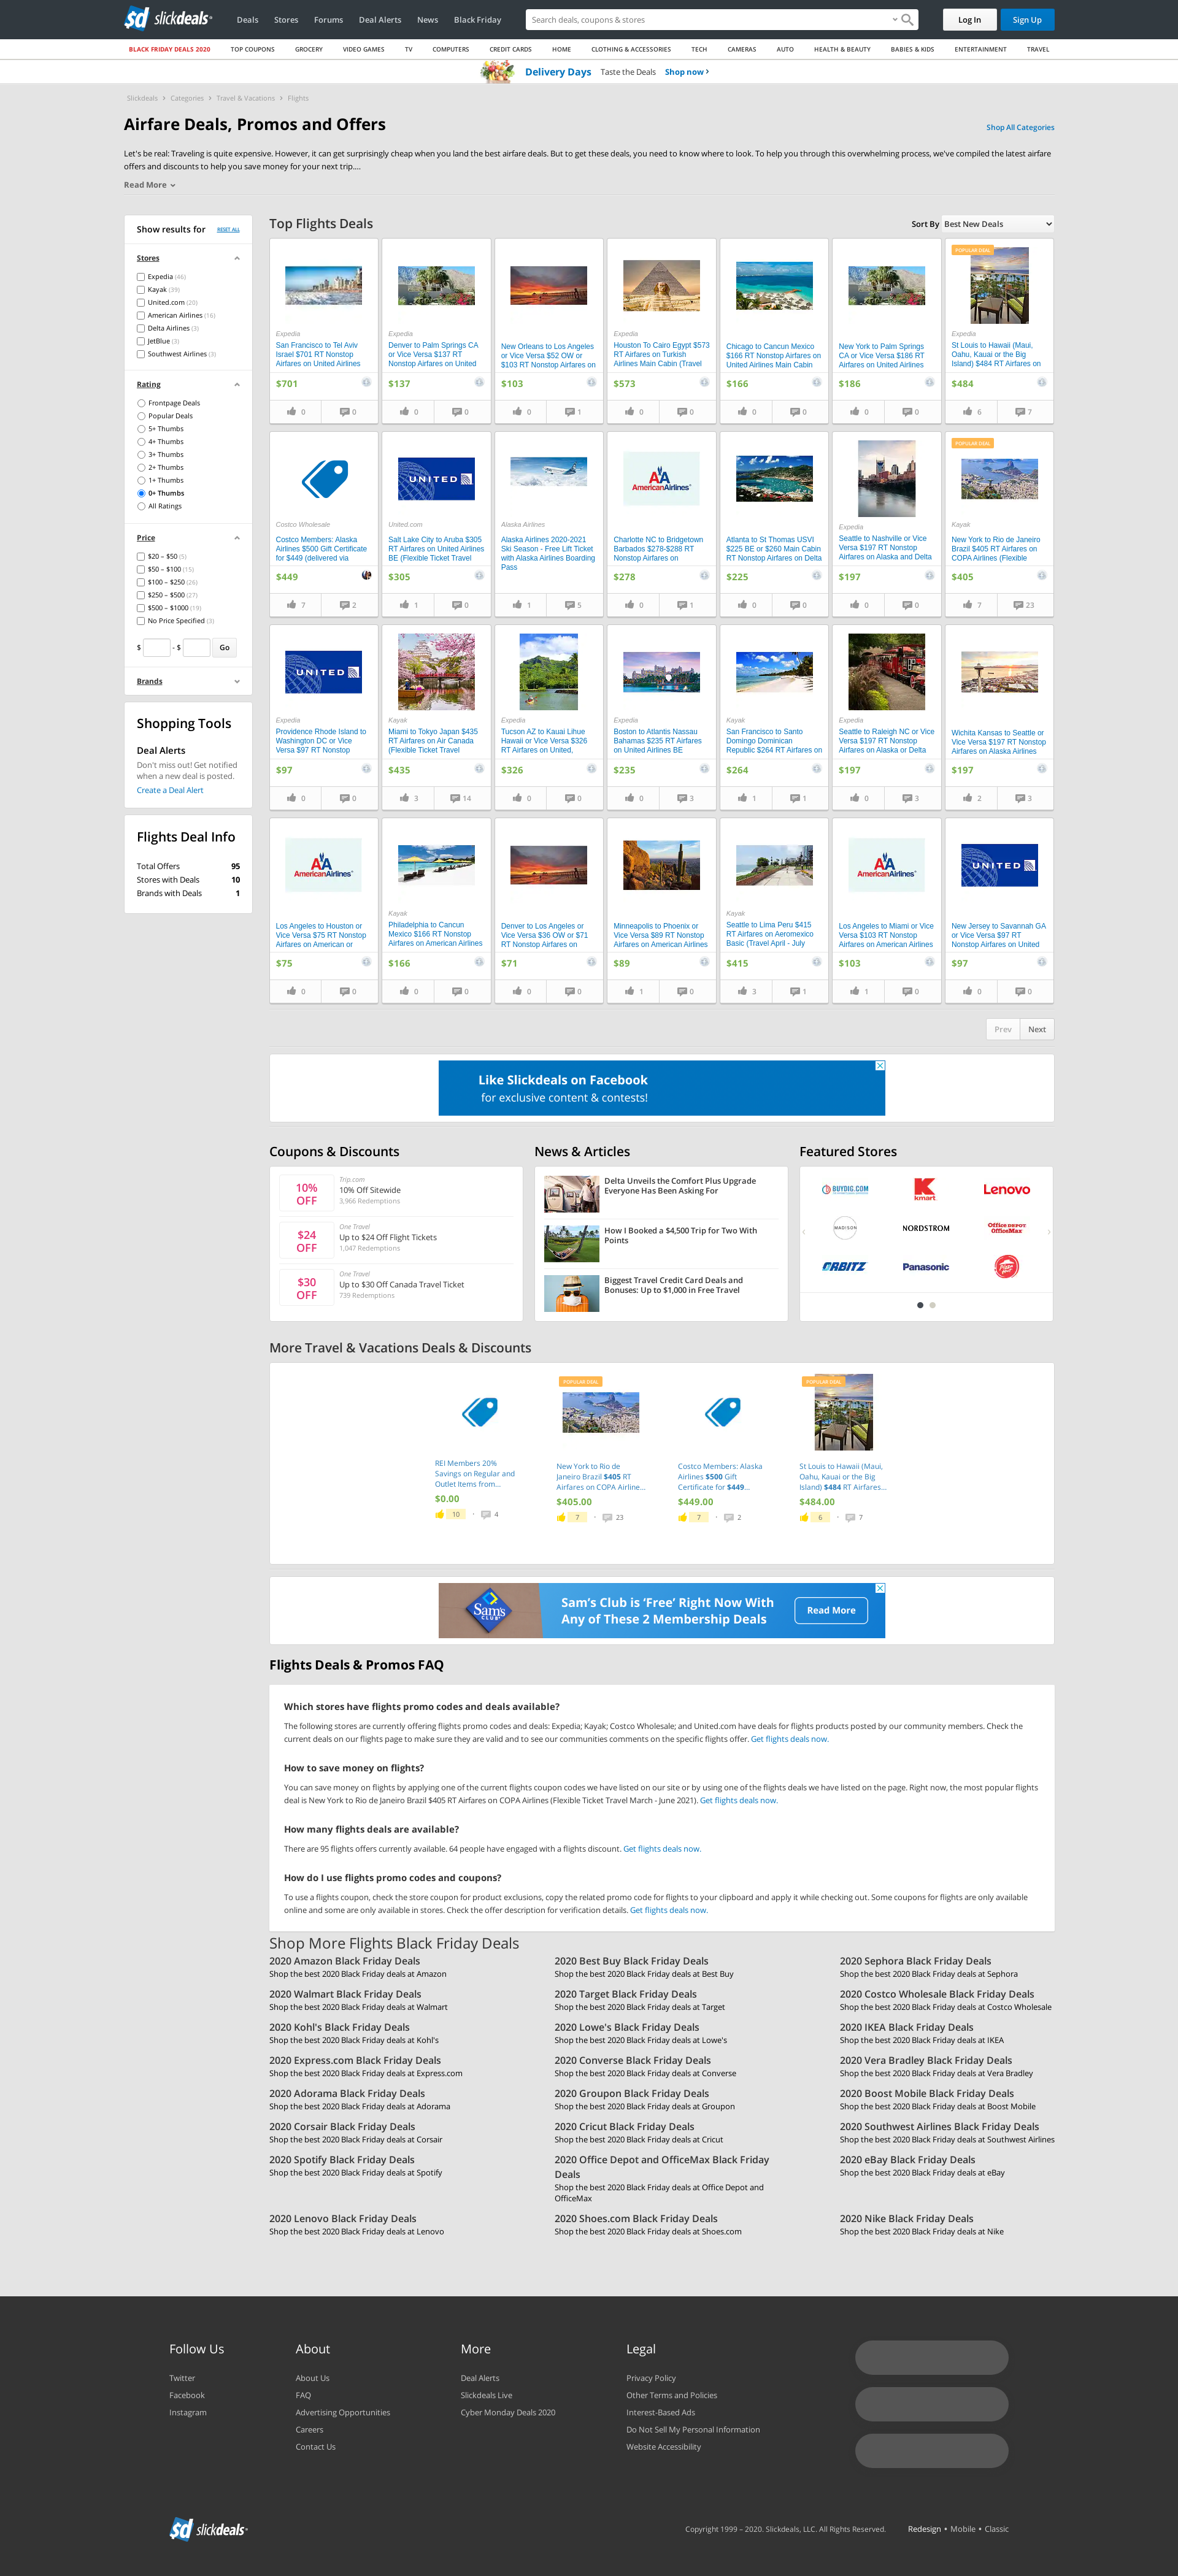 sd slickdeals
Deals Stores Forums Deal Alerts News Black Friday
Search deals, coupons & stores
Log In
Sign Up
BLACK FRIDAY DEALS 2020 TOP COUPONS GROCERY VIDEO GAMES TV COMPUTERS CREDIT CARDS HOME CLOTHING & ACCESSORIES TECH CAMERAS AUTO HEALTH & BEAUTY BABIES & KIDS ENTERTAINMENT TRAVEL
Delivery Days Taste the Deals Shop now
Slickdeals Categories Travel & Vacations Flights
Airfare Deals, Promos and Offers
Shop All Categories
Let's be real: Traveling is quite expensive. However, it can get surprisingly cheap when you land the best airfare deals. But to get these deals, you need to know where to look. To help you through this overwhelming process, we've compiled the latest airfare
offers and discounts to help you save money for your next trip....
Read More
Show results for RESET ALL
Stores
Expedia (46)
Kayak (39)
United.com (20)
American Airlines (16)
Delta Airlines (3)
JetBlue (3)
Southwest Airlines (3)
Rating
Frontpage Deals
Popular Deals
5+ Thumbs
4+ Thumbs
3+ Thumbs
2+ Thumbs
1+ Thumbs
0+ Thumbs
All Ratings
Price
$20 – $50 (5)
$50 – $100 (15)
$100 – $250 (26)
$250 – $500 (27)
$500 – $1000 (19)
No Price Specified (3)
$ - $ Go
Brands
Shopping Tools
Deal Alerts
Don't miss out! Get notified
when a new deal is posted.
Create a Deal Alert
Flights Deal Info
Total Offers 95
Stores with Deals 10
Brands with Deals 1
Top Flights Deals
Sort By Best New Deals
Expedia
San Francisco to Tel Aviv
Israel $701 RT Nonstop
Airfares on United Airlines
$701
0 0
Expedia
Denver to Palm Springs CA
or Vice Versa $137 RT
Nonstop Airfares on United
$137
0 0
New Orleans to Los Angeles
or Vice Versa $52 OW or
$103 RT Nonstop Airfares on
$103
0 1
Expedia
Houston To Cairo Egypt $573
RT Airfares on Turkish
Airlines Main Cabin (Travel
$573
0 0
Chicago to Cancun Mexico
$166 RT Nonstop Airfares on
United Airlines Main Cabin
$166
0 0
New York to Palm Springs
CA or Vice Versa $186 RT
Airfares on United Airlines
$186
0 0
POPULAR DEAL
Expedia
St Louis to Hawaii (Maui,
Oahu, Kauai or the Big
Island) $484 RT Airfares on
$484
6 7
Costco Wholesale
Costco Members: Alaska
Airlines $500 Gift Certificate
for $449 (delivered via
$449
7 2
UNITED
United.com
Salt Lake City to Aruba $305
RT Airfares on United Airlines
BE (Flexible Ticket Travel
$305
1 0
Alaska Airlines
Alaska Airlines 2020-2021
Ski Season - Free Lift Ticket
with Alaska Airlines Boarding
Pass
1 5
AA
AmericanAirlines
Charlotte NC to Bridgetown
Barbados $278-$288 RT
Nonstop Airfares on
$278
0 1
Atlanta to St Thomas USVI
$225 BE or $260 Main Cabin
RT Nonstop Airfares on Delta
$225
0 0
Expedia
Seattle to Nashville or Vice
Versa $197 RT Nonstop
Airfares on Alaska and Delta
$197
0 0
POPULAR DEAL
Kayak
New York to Rio de Janeiro
Brazil $405 RT Airfares on
COPA Airlines (Flexible
$405
7 23
UNITED
Expedia
Providence Rhode Island to
Washington DC or Vice
Versa $97 RT Nonstop
$97
0 0
Kayak
Miami to Tokyo Japan $435
RT Airfares on Air Canada
(Flexible Ticket Travel
$435
3 14
Expedia
Tucson AZ to Kauai Lihue
Hawaii or Vice Versa $326
RT Airfares on United,
$326
0 0
Expedia
Boston to Atlantis Nassau
Bahamas $235 RT Airfares
on United Airlines BE
$235
0 3
Kayak
San Francisco to Santo
Domingo Dominican
Republic $264 RT Airfares on
$264
1 1
Expedia
Seattle to Raleigh NC or Vice
Versa $197 RT Nonstop
Airfares on Alaska or Delta
$197
0 3
Wichita Kansas to Seattle or
Vice Versa $197 RT Nonstop
Airfares on Alaska Airlines
$197
2 3
AA
AmericanAirlines
Los Angeles to Houston or
Vice Versa $75 RT Nonstop
Airfares on American or
$75
0 0
Kayak
Philadelphia to Cancun
Mexico $166 RT Nonstop
Airfares on American Airlines
$166
0 0
Denver to Los Angeles or
Vice Versa $36 OW or $71
RT Nonstop Airfares on
$71
0 0
Minneapolis to Phoenix or
Vice Versa $89 RT Nonstop
Airfares on American Airlines
$89
1 0
Kayak
Seattle to Lima Peru $415
RT Airfares on Aeromexico
Basic (Travel April - July
$415
3 1
AA
AmericanAirlines
Los Angeles to Miami or Vice
Versa $103 RT Nonstop
Airfares on American Airlines
$103
1 0
UNITED
New Jersey to Savannah GA
or Vice Versa $97 RT
Nonstop Airfares on United
$97
0 0
Prev Next
Like Slickdeals on Facebook
for exclusive content & contests!
Coupons & Discounts
10% OFF
Trip.com
10% Off Sitewide
3,966 Redemptions
$24 OFF
One Travel
Up to $24 Off Flight Tickets
1,047 Redemptions
$30 OFF
One Travel
Up to $30 Off Canada Travel Ticket
739 Redemptions
News & Articles
Delta Unveils the Comfort Plus Upgrade
Everyone Has Been Asking For
How I Booked a $4,500 Trip for Two With
Points
Biggest Travel Credit Card Deals and
Bonuses: Up to $1,000 in Free Travel
Featured Stores
BUYDIG.COM kmart Lenovo
MADISON NORDSTROM Office DEPOT OfficeMax
ORBITZ Panasonic
More Travel & Vacations Deals & Discounts
REI Members 20%
Savings on Regular and
Outlet Items from...
$0.00
10 4
POPULAR DEAL
New York to Rio de
Janeiro Brazil $405 RT
Airfares on COPA Airline...
$405.00
7 23
Costco Members: Alaska
Airlines $500 Gift
Certificate for $449...
$449.00
7 2
POPULAR DEAL
St Louis to Hawaii (Maui,
Oahu, Kauai or the Big
Island) $484 RT Airfares...
$484.00
6 7
Sam's CLUB
Sam's Club is ‘Free’ Right Now With
Any of These 2 Membership Deals
Read More
Flights Deals & Promos FAQ
Which stores have flights promo codes and deals available?
The following stores are currently offering flights promo codes and deals: Expedia; Kayak; Costco Wholesale; and United.com have deals for flights products posted by our community members. Check the
current deals on our flights page to make sure they are valid and to see our communities comments on the specific flights offer. Get flights deals now.
How to save money on flights?
You can save money on flights by applying one of the current flights coupon codes we have listed on our site or by using one of the flights deals we have listed on the page. Right now, the most popular flights
deal is New York to Rio de Janeiro Brazil $405 RT Airfares on COPA Airlines (Flexible Ticket Travel March - June 2021). Get flights deals now.
How many flights deals are available?
There are 95 flights offers currently available. 64 people have engaged with a flights discount. Get flights deals now.
How do I use flights promo codes and coupons?
To use a flights coupon, check the store coupon for product exclusions, copy the related promo code for flights to your clipboard and apply it while checking out. Some coupons for flights are only available
online and some are only available in stores. Check the offer description for verification details. Get flights deals now.
Shop More Flights Black Friday Deals
2020 Amazon Black Friday Deals
Shop the best 2020 Black Friday deals at Amazon
2020 Best Buy Black Friday Deals
Shop the best 2020 Black Friday deals at Best Buy
2020 Sephora Black Friday Deals
Shop the best 2020 Black Friday deals at Sephora
2020 Walmart Black Friday Deals
Shop the best 2020 Black Friday deals at Walmart
2020 Target Black Friday Deals
Shop the best 2020 Black Friday deals at Target
2020 Costco Wholesale Black Friday Deals
Shop the best 2020 Black Friday deals at Costco Wholesale
2020 Kohl's Black Friday Deals
Shop the best 2020 Black Friday deals at Kohl's
2020 Lowe's Black Friday Deals
Shop the best 2020 Black Friday deals at Lowe's
2020 IKEA Black Friday Deals
Shop the best 2020 Black Friday deals at IKEA
2020 Express.com Black Friday Deals
Shop the best 2020 Black Friday deals at Express.com
2020 Converse Black Friday Deals
Shop the best 2020 Black Friday deals at Converse
2020 Vera Bradley Black Friday Deals
Shop the best 2020 Black Friday deals at Vera Bradley
2020 Adorama Black Friday Deals
Shop the best 2020 Black Friday deals at Adorama
2020 Groupon Black Friday Deals
Shop the best 2020 Black Friday deals at Groupon
2020 Boost Mobile Black Friday Deals
Shop the best 2020 Black Friday deals at Boost Mobile
2020 Corsair Black Friday Deals
Shop the best 2020 Black Friday deals at Corsair
2020 Cricut Black Friday Deals
Shop the best 2020 Black Friday deals at Cricut
2020 Southwest Airlines Black Friday Deals
Shop the best 2020 Black Friday deals at Southwest Airlines
2020 Spotify Black Friday Deals
Shop the best 2020 Black Friday deals at Spotify
2020 Office Depot and OfficeMax Black Friday
Deals
Shop the best 2020 Black Friday deals at Office Depot and
OfficeMax
2020 eBay Black Friday Deals
Shop the best 2020 Black Friday deals at eBay
2020 Lenovo Black Friday Deals
Shop the best 2020 Black Friday deals at Lenovo
2020 Shoes.com Black Friday Deals
Shop the best 2020 Black Friday deals at Shoes.com
2020 Nike Black Friday Deals
Shop the best 2020 Black Friday deals at Nike
Follow Us
Twitter
Facebook
Instagram
About
About Us
FAQ
Advertising Opportunities
Careers
Contact Us
More
Deal Alerts
Slickdeals Live
Cyber Monday Deals 2020
Legal
Privacy Policy
Other Terms and Policies
Interest-Based Ads
Do Not Sell My Personal Information
Website Accessibility
sd slickdeals
Copyright 1999 – 2020. Slickdeals, LLC. All Rights Reserved. Redesign • Mobile • Classic